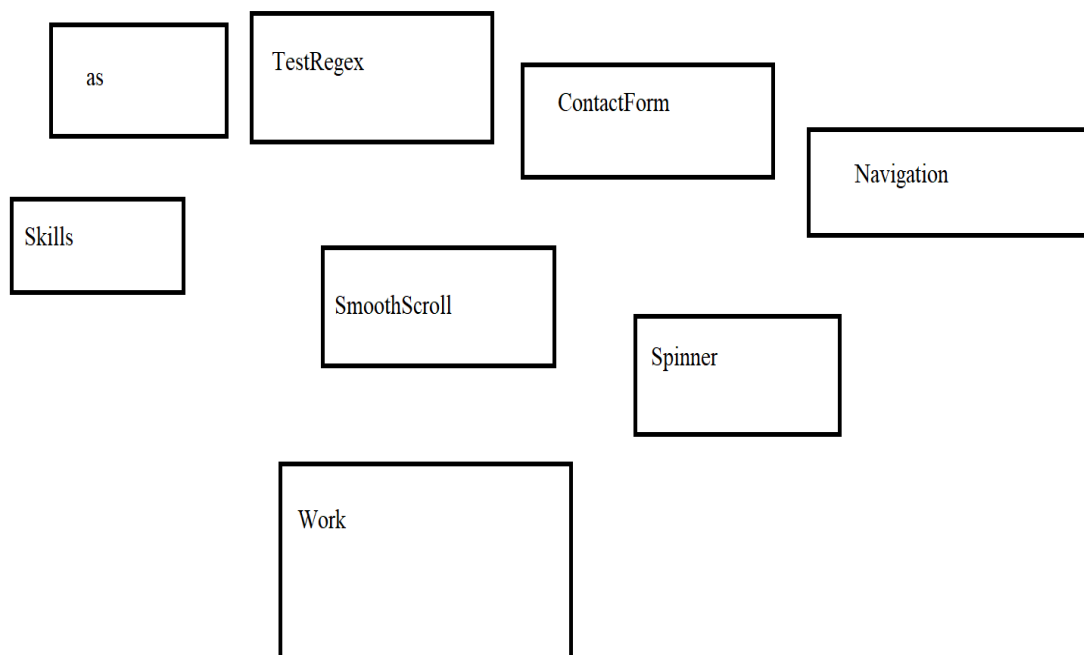 as
TestRegex
ContactForm
Navigation
Skills
SmoothScroll
Spinner
Work